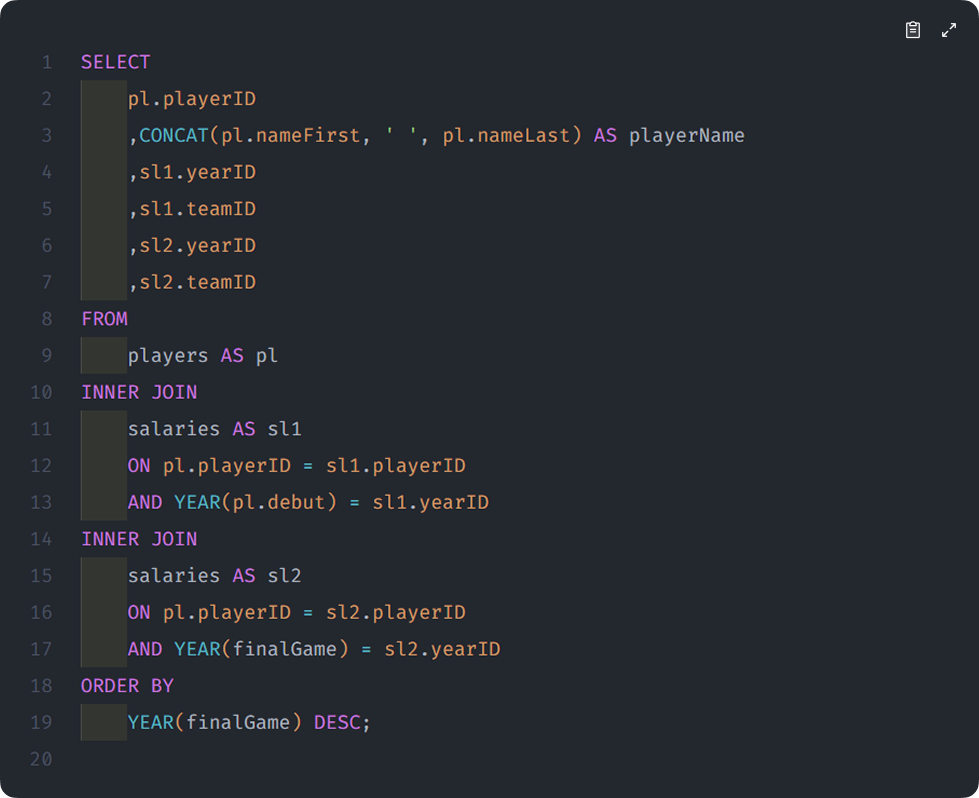 1 SELECT
2 pl.playerID
3 ,CONCAT(pl.nameFirst, ' ', pl.nameLast) AS playerName
4 ,sl1.yearID
5 ,sl1.teamID
6 ,sl2.yearID
7 ,sl2.teamID
8 FROM
9 players AS pl
10 INNER JOIN
11 salaries AS sl1
12 ON pl.playerID = sl1.playerID
13 AND YEAR(pl.debut) = sl1.yearID
14 INNER JOIN
15 salaries AS sl2
16 ON pl.playerID = sl2.playerID
17 AND YEAR(finalGame) = sl2.yearID
18 ORDER BY
19 YEAR(finalGame) DESC;
20